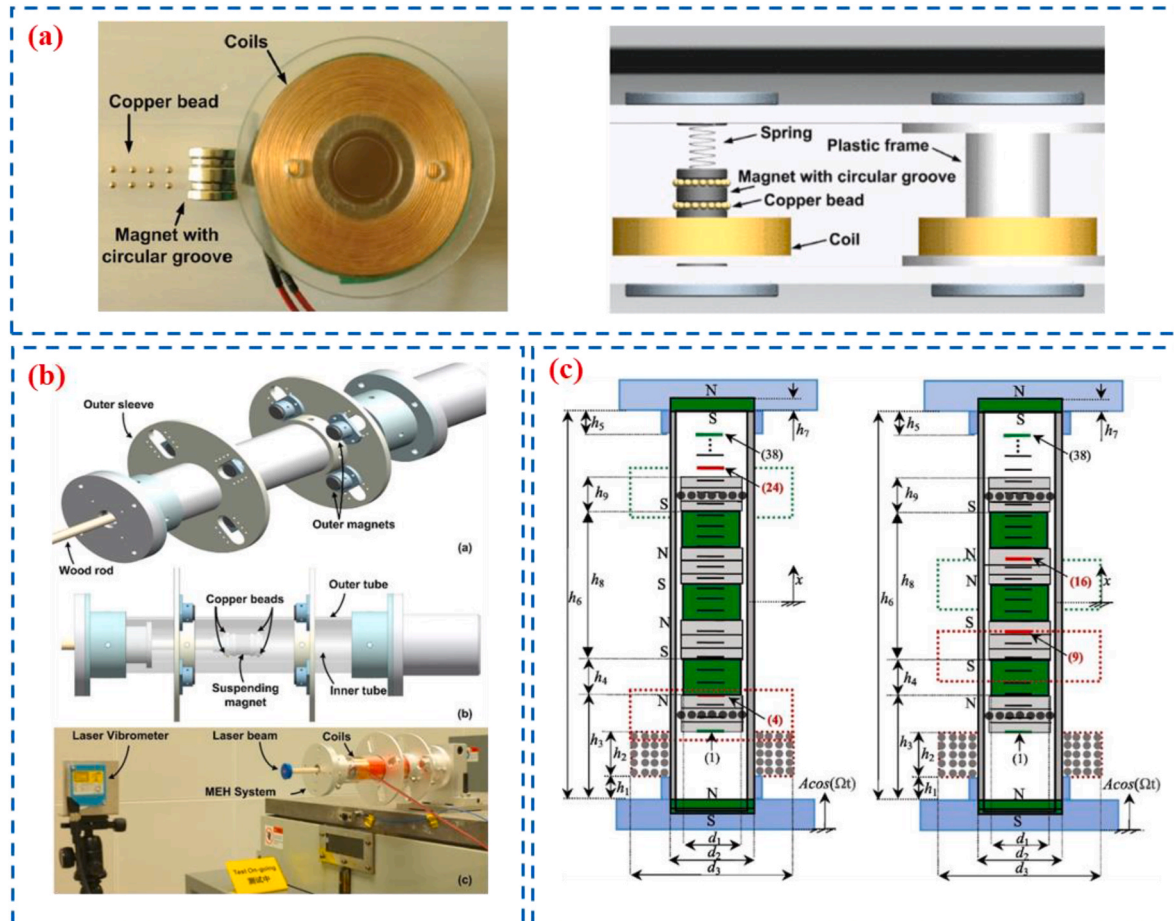 (a)
Coils
Copper bead
Magnet with
circular groove
Spring
Plastic frame
Magnet with circular groove
Copper bead
Coil
(b)
Outer sleeve
Outer magnets
Wood rod
(a)
Copper beads
Outer tube
Suspending
magnet
Inner tube
(b)
Laser Vibrometer
Laser beam
Coils
MEH System
Test On-going
测试中
(c)
(c)
N
S
h5
h7
(38)
(24)
h9
S
N
S
h8
h6
x
N
S
h4
N
(4)
h3
h2
(1)
h1
N
S
Acos(Ωt)
d1
d2
d3
N
S
h5
h7
(38)
h9
S
N
(16)
N
h8
h6
x
N
(9)
S
h4
N
h3
h2
(1)
h1
N
S
Acos(Ωt)
d1
d2
d3